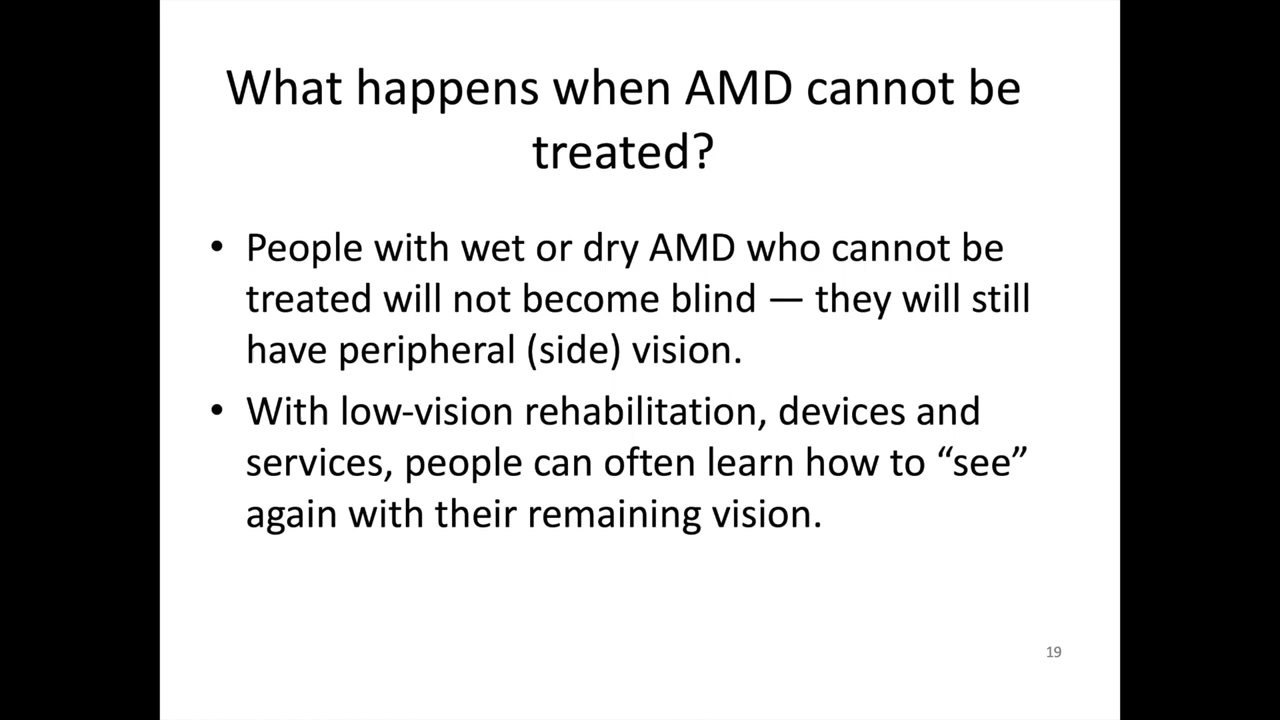 What happens when AMD cannot be
treated?
• People with wet or dry AMD who cannot be
treated will not become blind — they will still
have peripheral (side) vision.
• With low-vision rehabilitation, devices and
services, people can often learn how to “see”
again with their remaining vision.
19